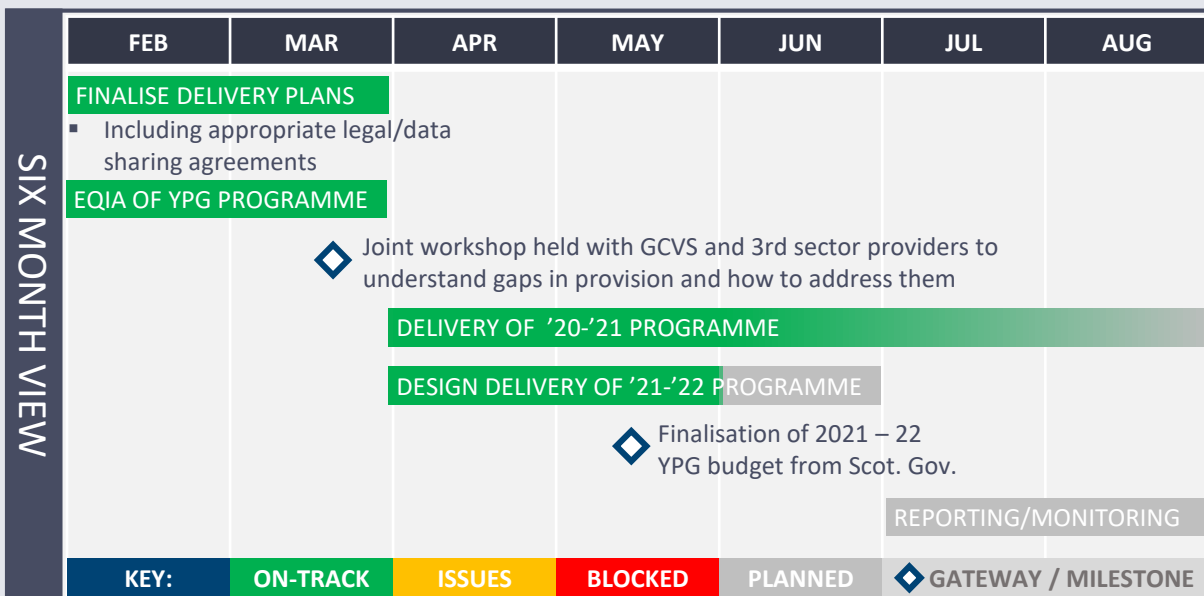 SIX MONTH VIEW
FEB MAR APR MAY JUN JUL AUG
FINALISE DELIVERY PLANS
▪ Including appropriate legal/data
sharing agreements
EQIA OF YPG PROGRAMME
Joint workshop held with GCVS and 3rd sector providers to
understand gaps in provision and how to address them
DELIVERY OF ’20-’21 PROGRAMME
DESIGN DELIVERY OF ’21-’22 PROGRAMME
Finalisation of 2021 – 22
YPG budget from Scot. Gov.
REPORTING/MONITORING
KEY: ON-TRACK ISSUES BLOCKED PLANNED GATEWAY / MILESTONE